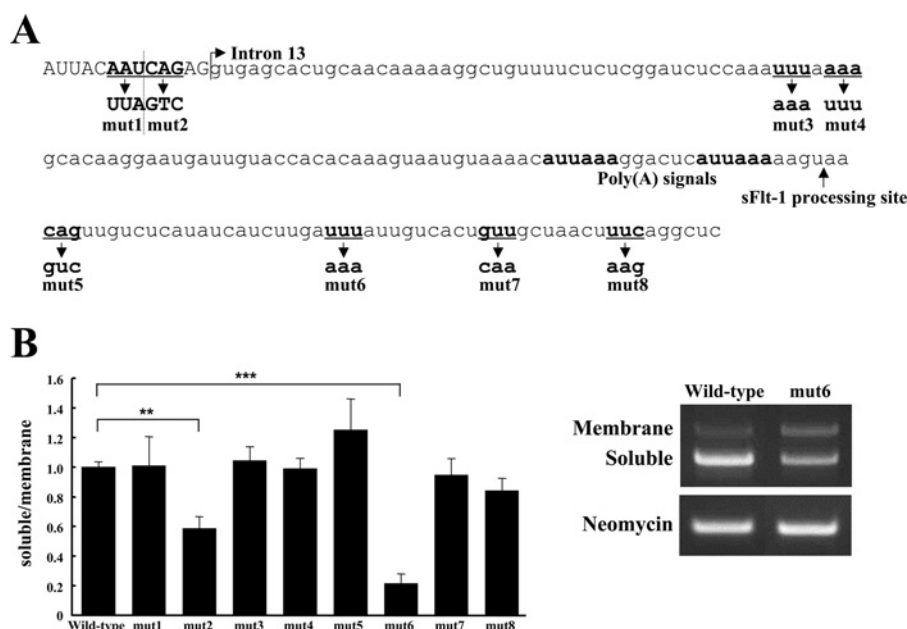 A
Intron 13
AUUACAAUCAGAGgugagcacugcaacaaaaaggcuguuuucucucggaucuccaaauuuaaaa
UUAGTC aaa uuu
mut1 mut2 mut3 mut4
gcacaaggaaugauuguaccacacaaaguaauguaaaacauuaaaggacucauuaaaaaguaa
Poly(A) signals
sFlt-1 processing site
caguugucucauaucaucuugauuuauugucacuguugcuaacuuucaggcuc
guc aaa caa aag
mut5 mut6 mut7 mut8
B
soluble/membrane
1.6
1.4
1.2
1.0
0.8
0.6
0.4
0.2
0
***
**
Wild-type mut1 mut2 mut3 mut4 mut5 mut6 mut7 mut8
Wild-type mut6
Membrane
Soluble
Neomycin